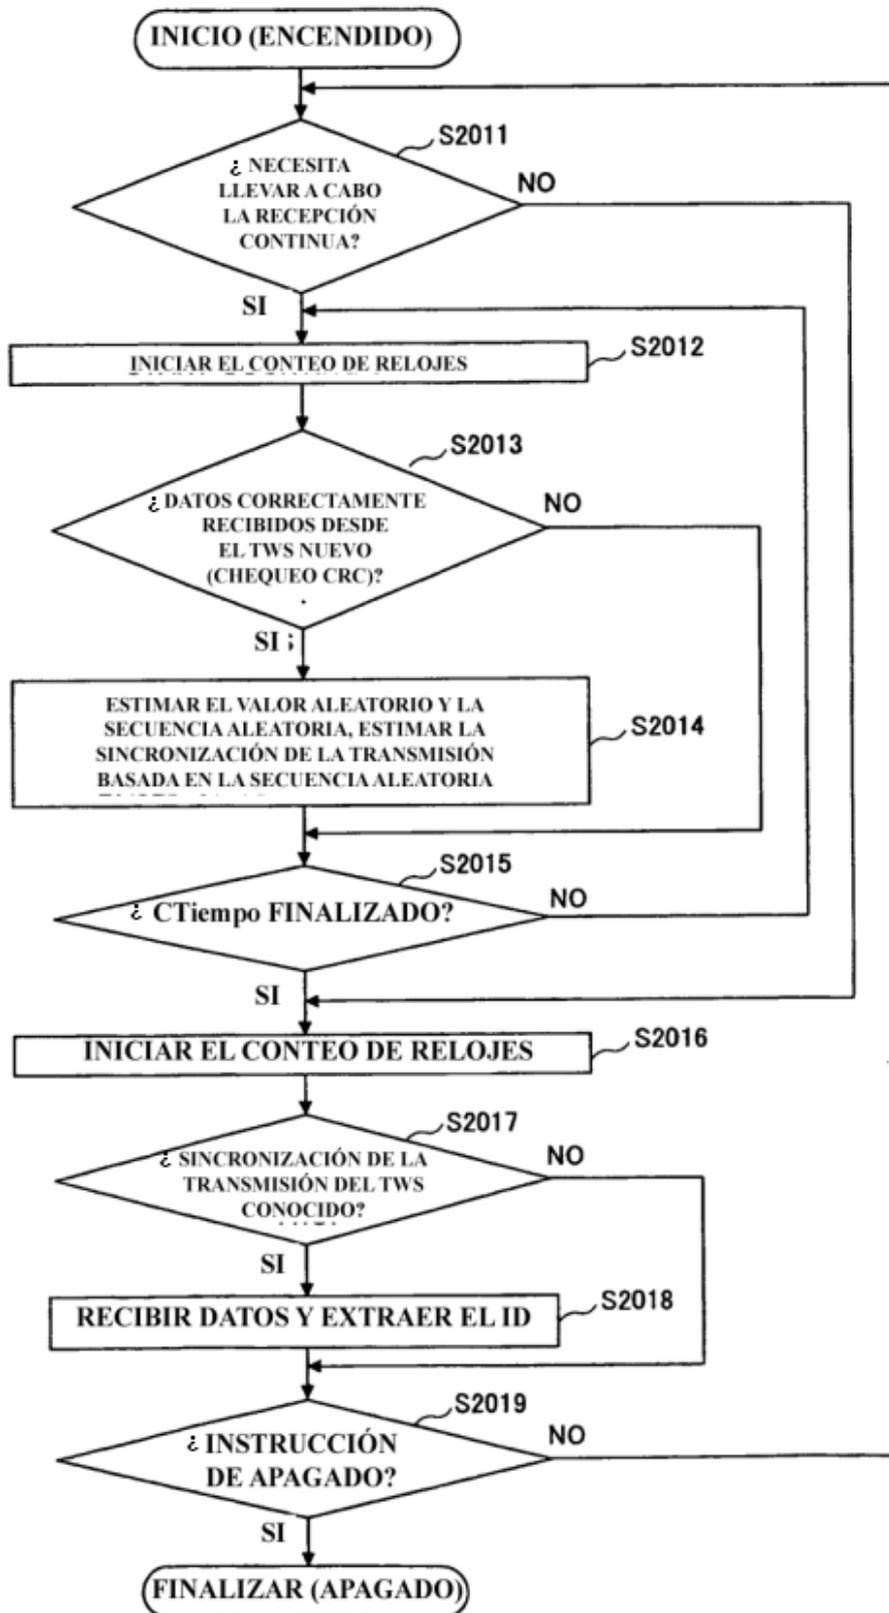 INICIO (ENCENDIDO)
S2011
¿ NECESITA
LLEVAR A CABO
LA RECEPCIÓN
CONTINUA?
NO
SI
S2012
INICIAR EL CONTEO DE RELOJES
S2013
¿ DATOS CORRECTAMENTE
RECIBIDOS DESDE
EL TWS NUEVO
(CHEQUEO CRC)?
NO
SI
ESTIMAR EL VALOR ALEATORIO Y LA
SECUENCIA ALEATORIA, ESTIMAR LA
SINCRONIZACIÓN DE LA TRANSMISIÓN
BASADA EN LA SECUENCIA ALEATORIA
S2014
S2015
¿ CTiempo FINALIZADO?
NO
SI
INICIAR EL CONTEO DE RELOJES
S2016
S2017
¿ SINCRONIZACIÓN DE LA
TRANSMISIÓN DEL TWS
CONOCIDO?
NO
SI
RECIBIR DATOS Y EXTRAER EL ID
S2018
S2019
¿ INSTRUCCIÓN
DE APAGADO?
NO
SI
FINALIZAR (APAGADO)